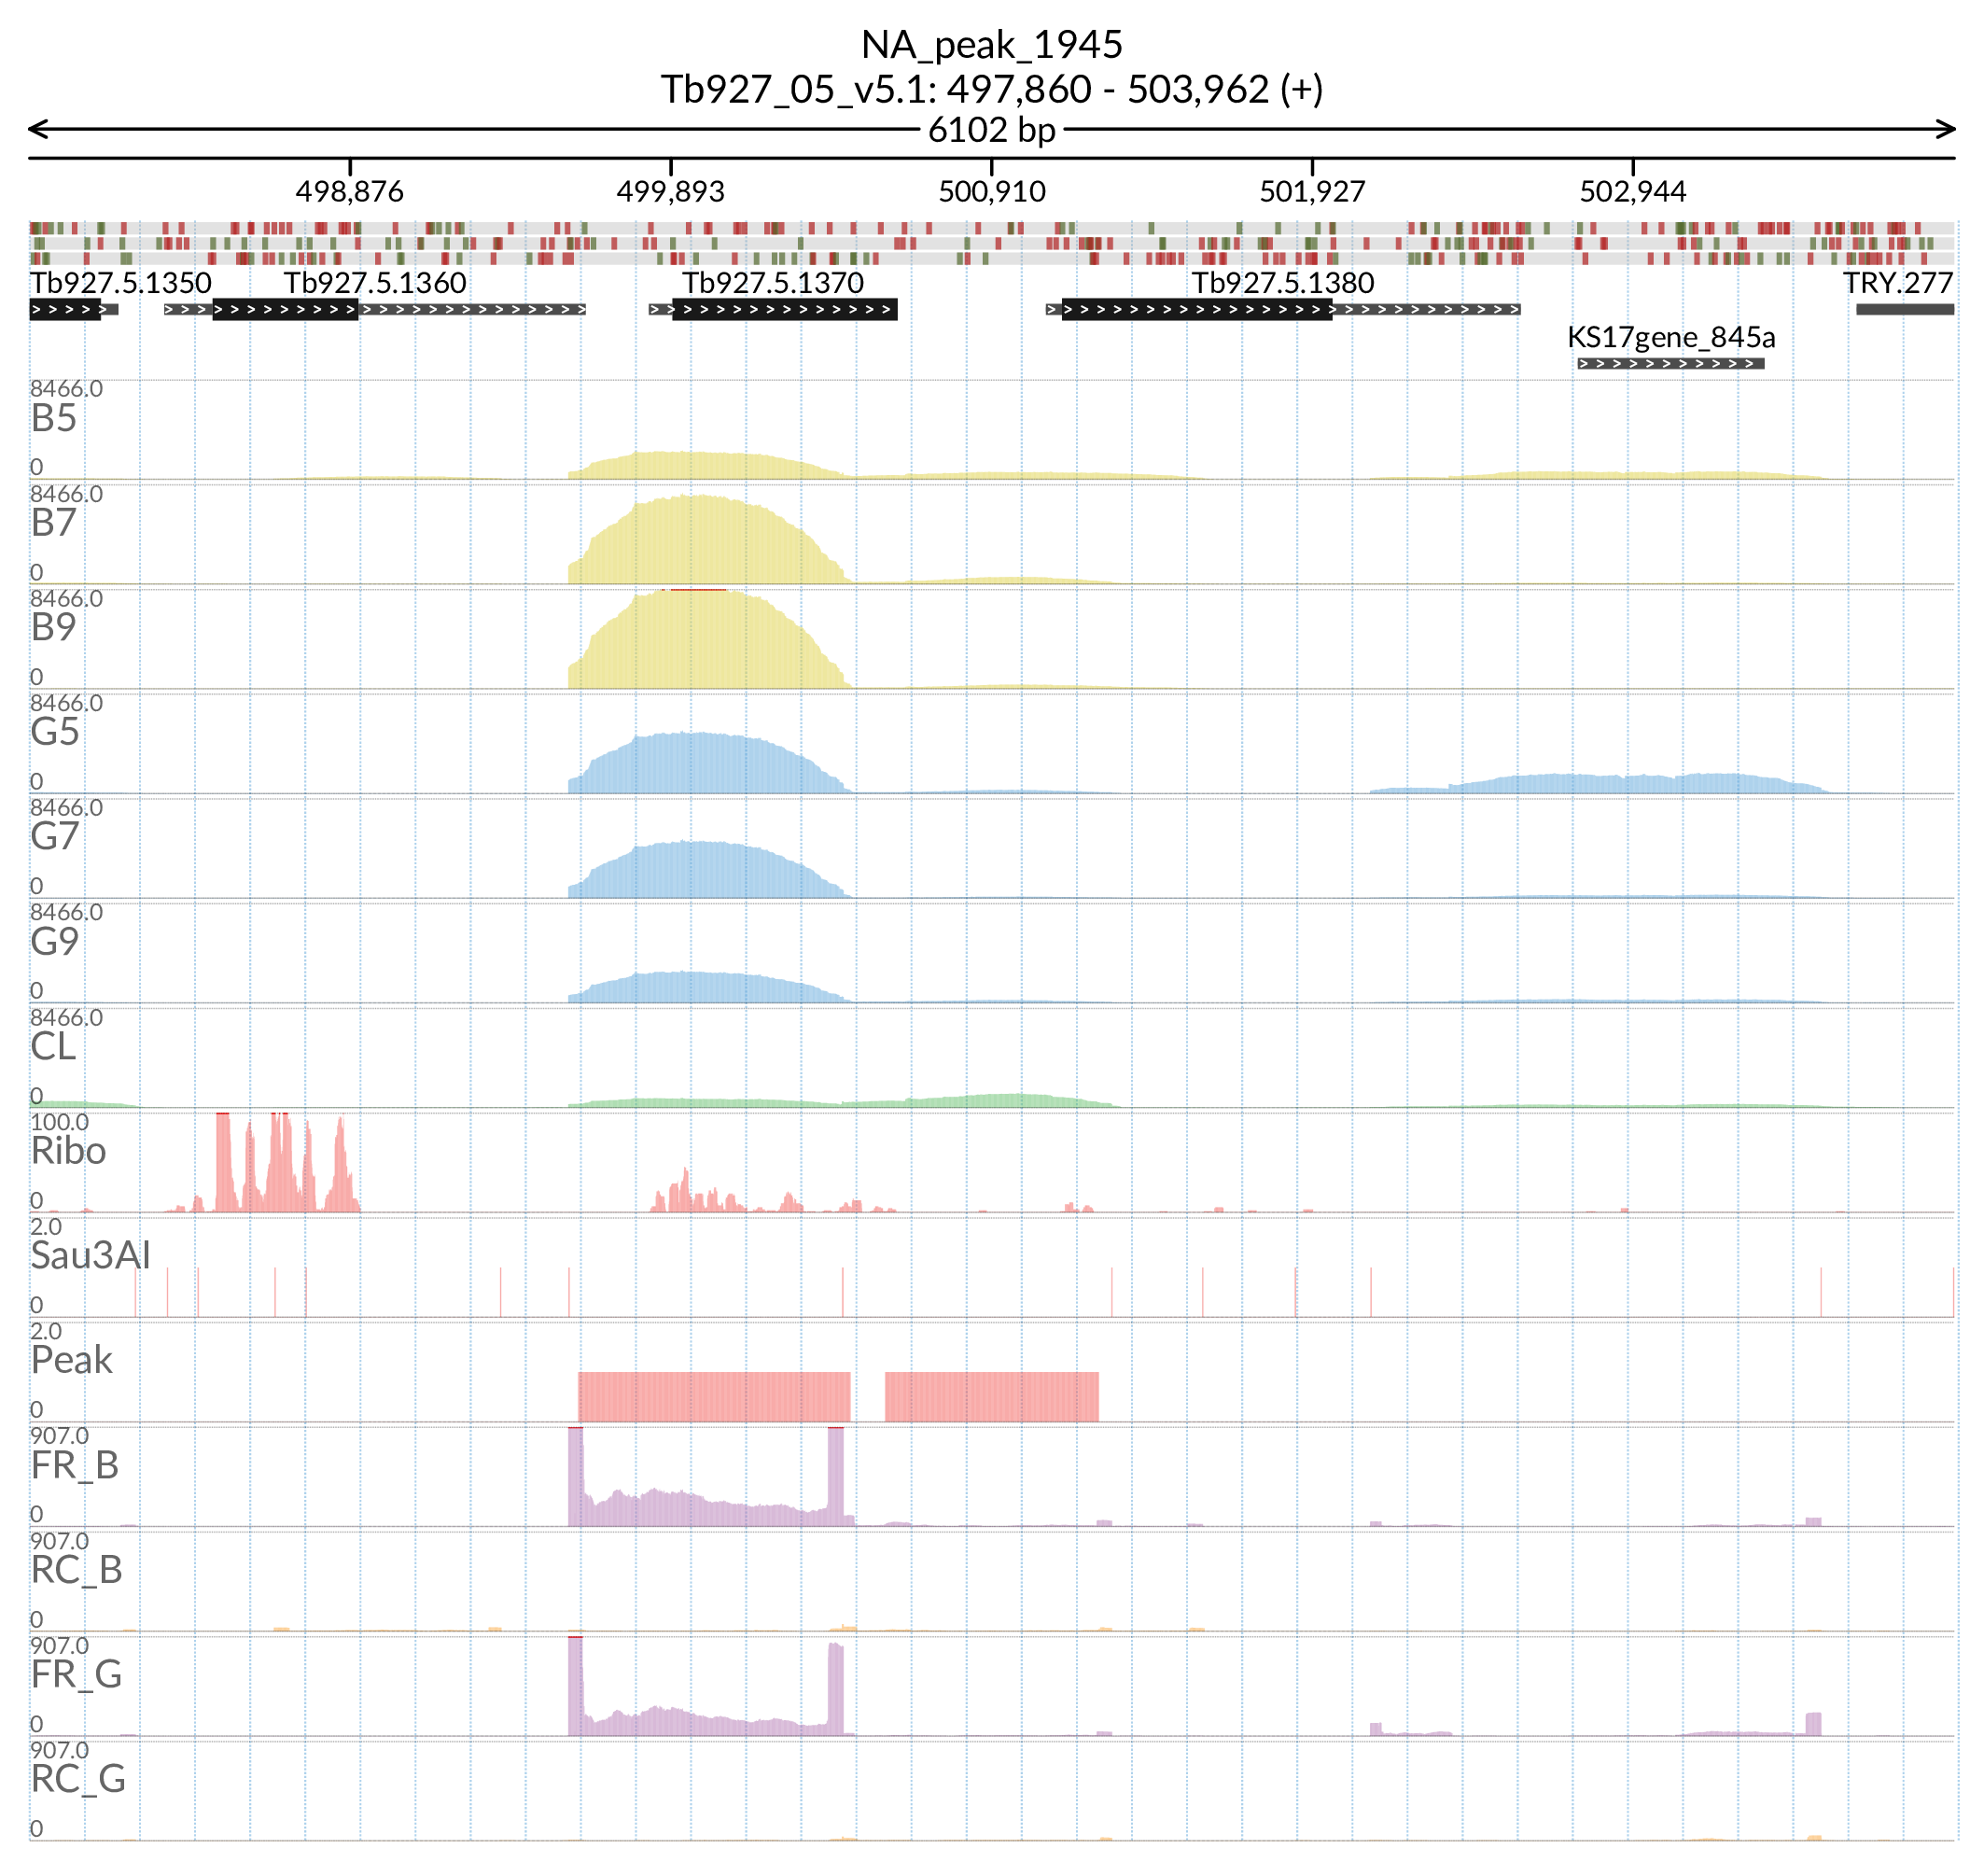 NA_peak_1945
Tb927_05_v5.1: 497,860 - 503,962 (+)
6102 bp
498,876 499,893 500,910 501,927 502,944
Tb927.5.1350 Tb927.5.1360 Tb927.5.1370 Tb927.5.1380 TRY.277
KS17gene_845a
8466.0
B5
0
8466.0
B7
0
8466.0
B9
0
8466.0
G5
0
8466.0
G7
0
8466.0
G9
0
8466.0
CL
0
100.0
Ribo
0
2.0
Sau3AI
0
2.0
Peak
0
907.0
FR_B
0
907.0
RC_B
0
907.0
FR_G
0
907.0
RC_G
0